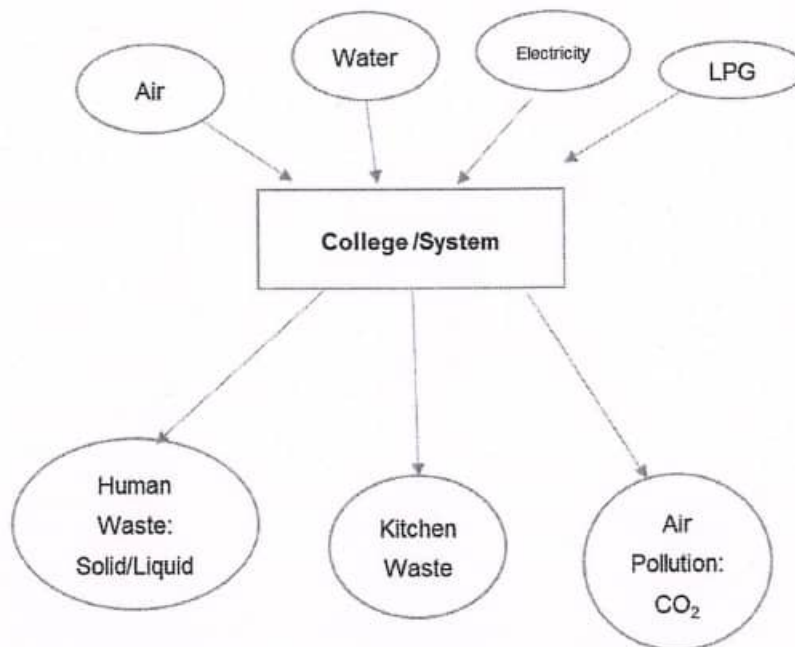 Air
Water
Electricity
LPG
College/System
Human
Waste:
Solid/Liquid
Kitchen
Waste
Air
Pollution:
CO₂